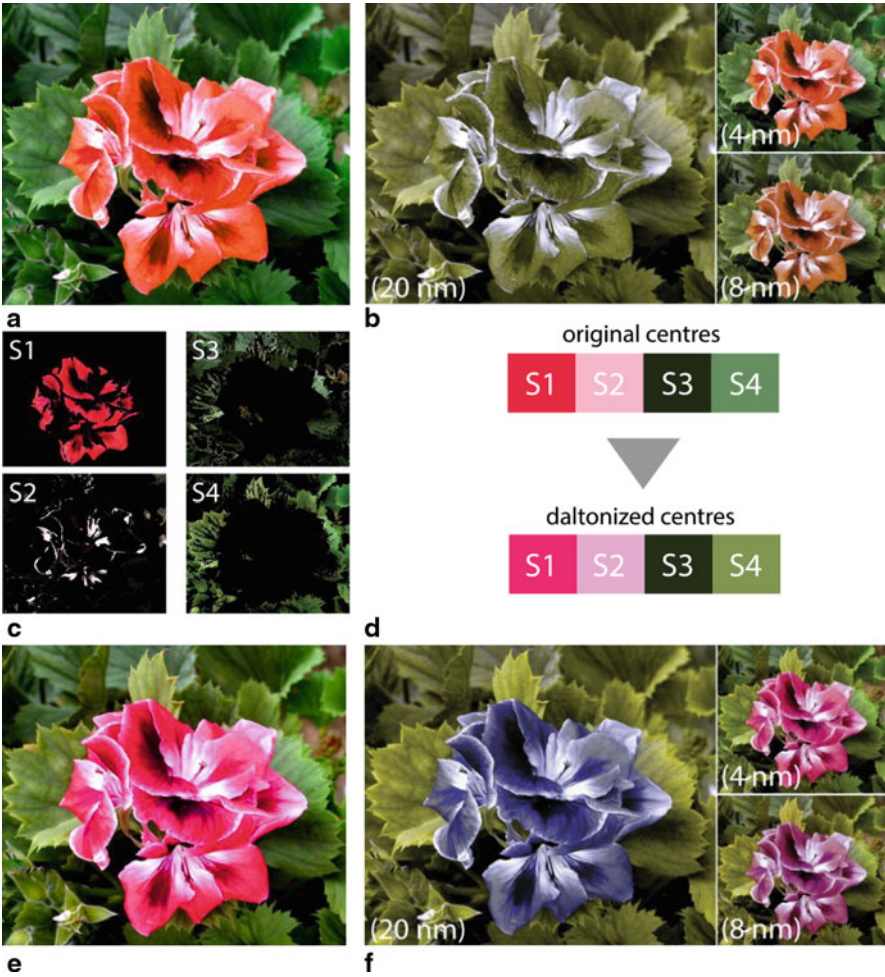 (20 nm)
(4 nm)
(8 nm)
a
b
S1
S3
S2
S4
c
original centres
S1 S2 S3 S4
daltonized centres
S1 S2 S3 S4
d
(20 nm)
(4 nm)
(8 nm)
e
f